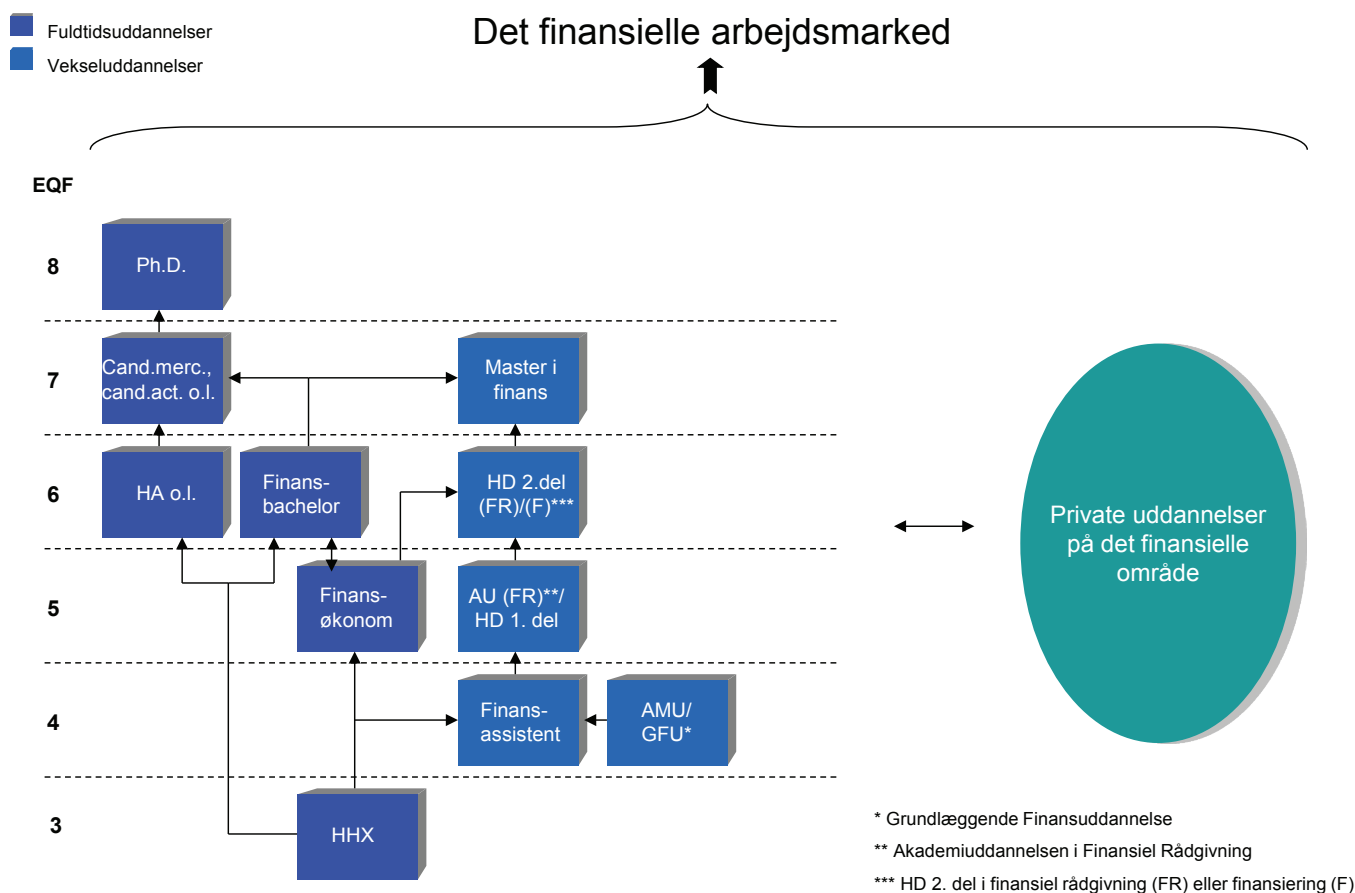 Fuldtidsuddannelser
Vekseluddannelser
Det finansielle arbejdsmarked
EQF
8
Ph.D.
7
Cand.merc.,
cand.act. o.l.
Master i
finans
6
HA o.l.
Finans-
bachelor
HD 2.del
(FR)/(F)***
5
Finans-
økonom
AU (FR)**/
HD 1. del
4
Finans-
assistent
AMU/
GFU*
3
HHX
Private uddannelser
på det finansielle
område
* Grundlæggende Finansuddannelse
** Akademiuddannelsen i Finansiel Rådgivning
*** HD 2. del i finansiel rådgivning (FR) eller finansiering (F)